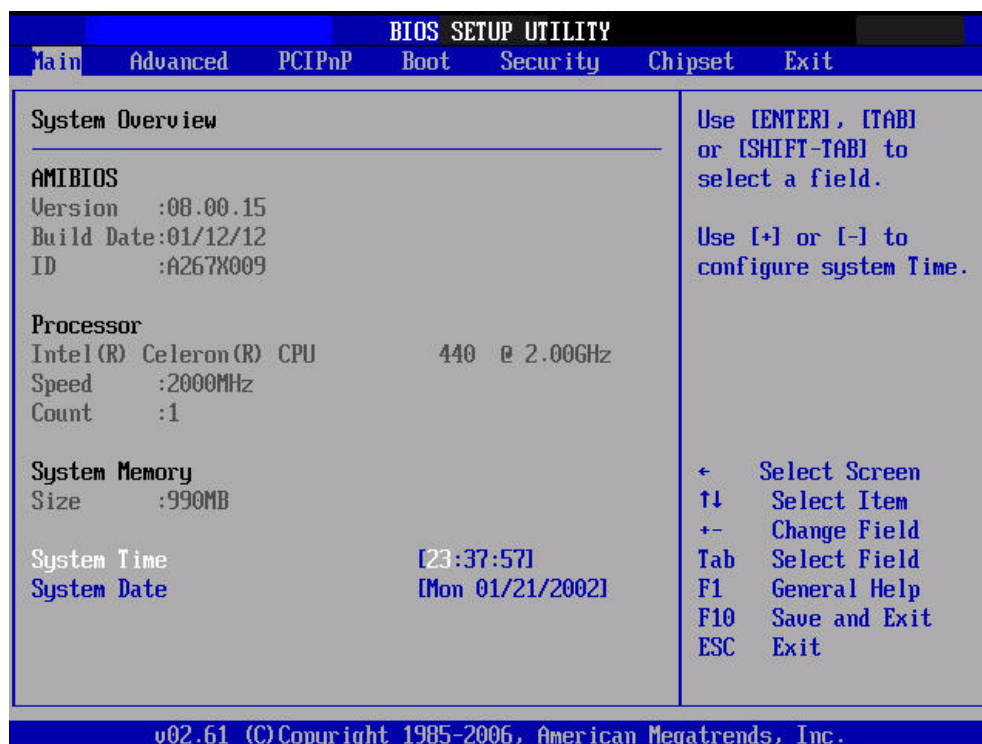 BIOS SETUP UTILITY
Main Advanced PCIPnP Boot Security Chipset Exit
System Overview
AMIBIOS
Version :08.00.15
Build Date:01/12/12
ID :A267X009
Processor
Intel(R) Celeron(R) CPU 440 @ 2.00GHz
Speed :2000MHz
Count :1
System Memory
Size :990MB
System Time [23:37:57]
System Date [Mon 01/21/2002]
Use [ENTER], [TAB]
or [SHIFT-TAB] to
select a field.
Use [+] or [-] to
configure system Time.
← Select Screen
↑↓ Select Item
+- Change Field
Tab Select Field
F1 General Help
F10 Save and Exit
ESC Exit
v02.61 (C)Copyright 1985-2006, American Megatrends, Inc.